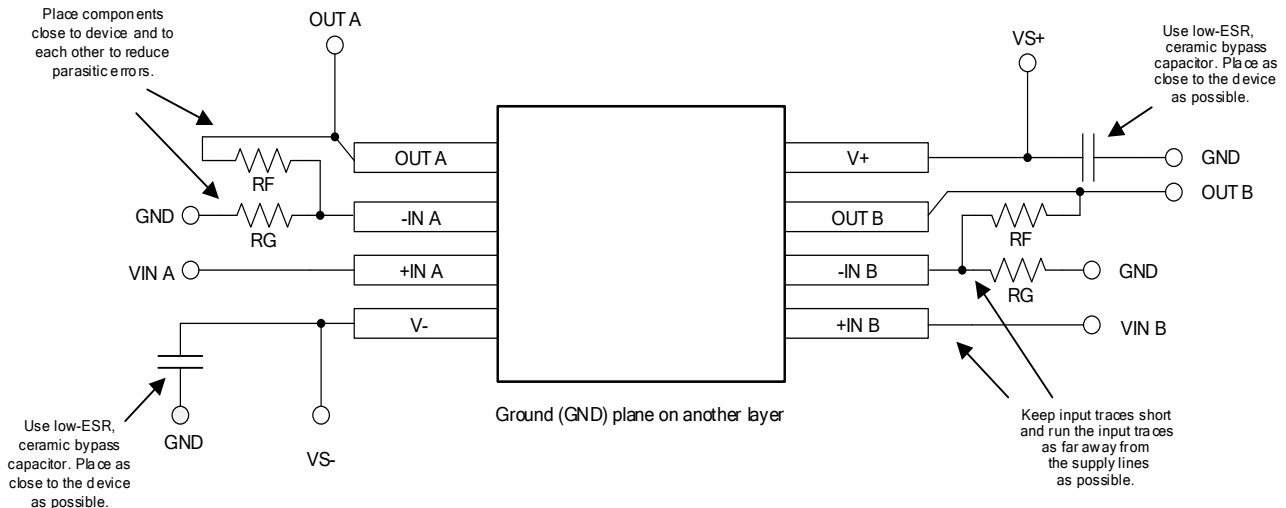 Place components
close to device and to
each other to reduce
parasitic errors.
OUT A
VS+
Use low-ESR,
ceramic bypass
capacitor. Place as
close to the device
as possible.
OUT A
V+
GND
RF
OUT B
GND
-IN A
OUT B
RF
RG
VIN A
+IN A
-IN B
GND
RG
V-
+IN B
VIN B
Ground (GND) plane on another layer
Use low-ESR,
ceramic bypass
capacitor. Place as
close to the device
as possible.
GND
VS-
Keep input traces short
and run the input traces
as far away from
the supply lines
as possible.